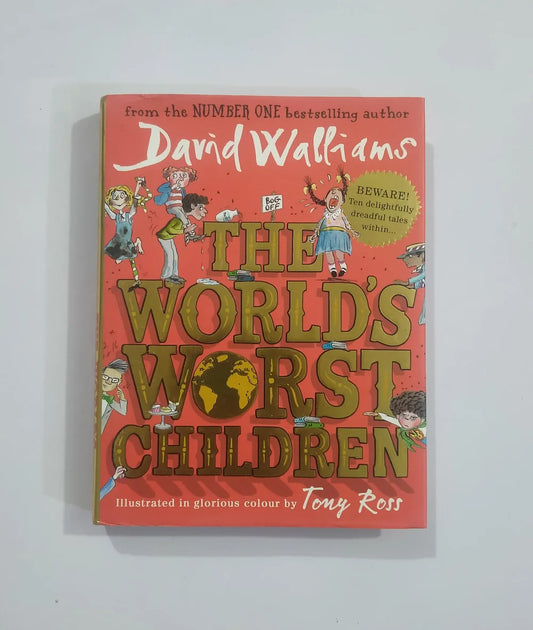 from the NUMBER ONE bestselling author
David Walliams
BEWARE!
Ten delightfully
dreadful tales
within...
BOG
OFF
THE
WORLD'S
WORST
CHILDREN
Illustrated in glorious colour by Tony Ross